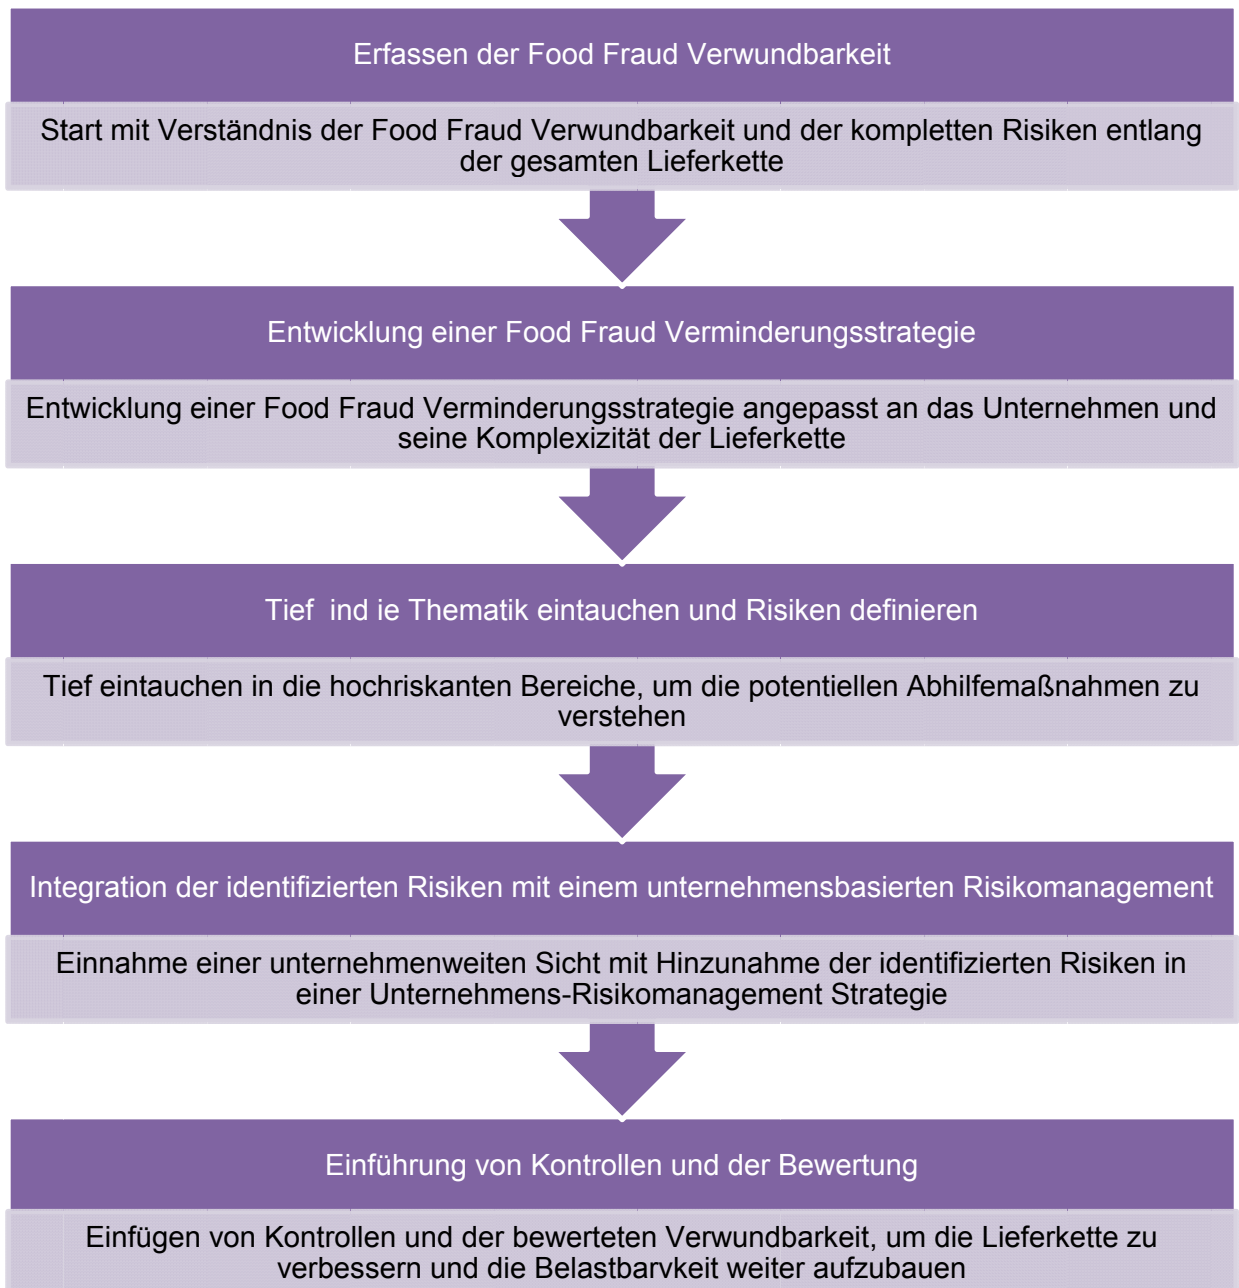 Erfassen der Food Fraud Verwundbarkeit
Start mit Verständnis der Food Fraud Verwundbarkeit und der kompletten Risiken entlang
der gesamten Lieferkette
Entwicklung einer Food Fraud Verminderungsstrategie
Entwicklung einer Food Fraud Verminderungsstrategie angepasst an das Unternehmen und
seine Komplexizität der Lieferkette
Tief  ind ie Thematik eintauchen und Risiken definieren
Tief eintauchen in die hochriskanten Bereiche, um die potentiellen Abhilfemaßnahmen zu
verstehen
Integration der identifizierten Risiken mit einem unternehmensbasierten Risikomanagement
Einnahme einer unternehmenweiten Sicht mit Hinzunahme der identifizierten Risiken in
einer Unternehmens-Risikomanagement Strategie
Einführung von Kontrollen und der Bewertung
Einfügen von Kontrollen und der bewerteten Verwundbarkeit, um die Lieferkette zu
verbessern und die Belastbarvkeit weiter aufzubauen